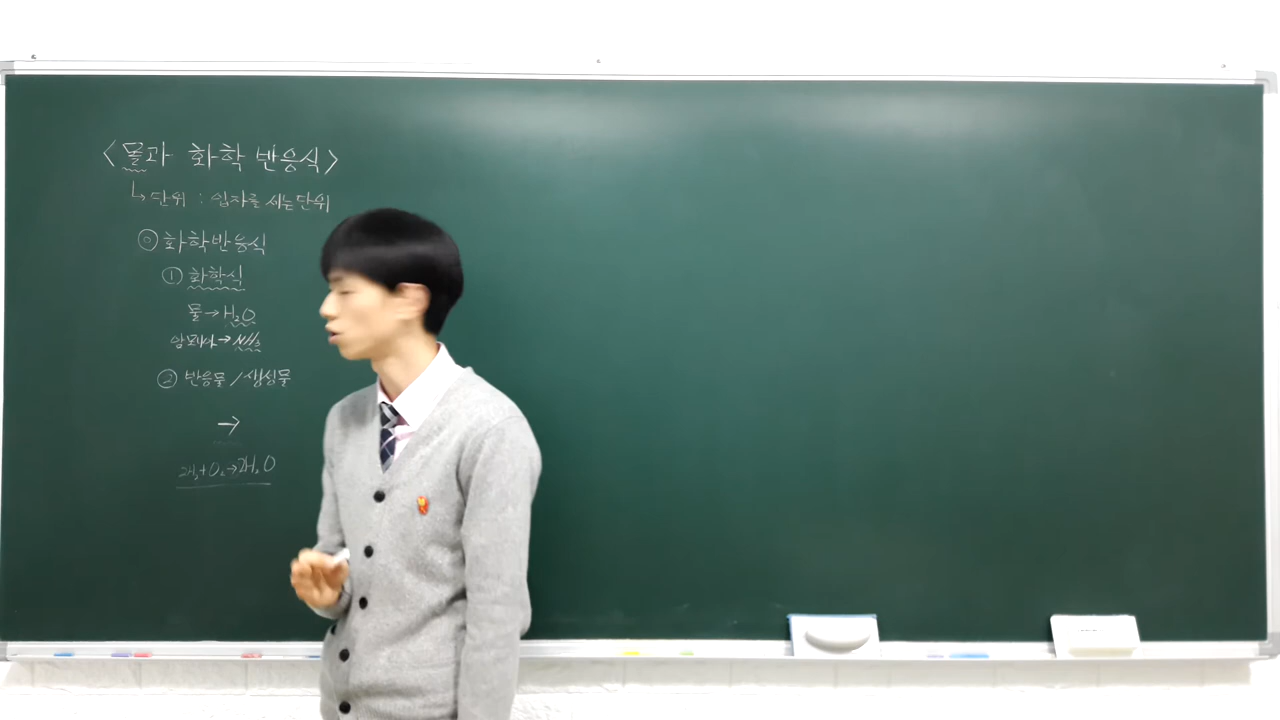 <몰과 화학 반응식>
↳ 단위 : 입자를 세는 단위
⓪ 화학반응식
① 화학식
물 → H₂O
암모니아 → NH₃
② 반응물 / 생성물
→
2H₂+O₂→2H₂O